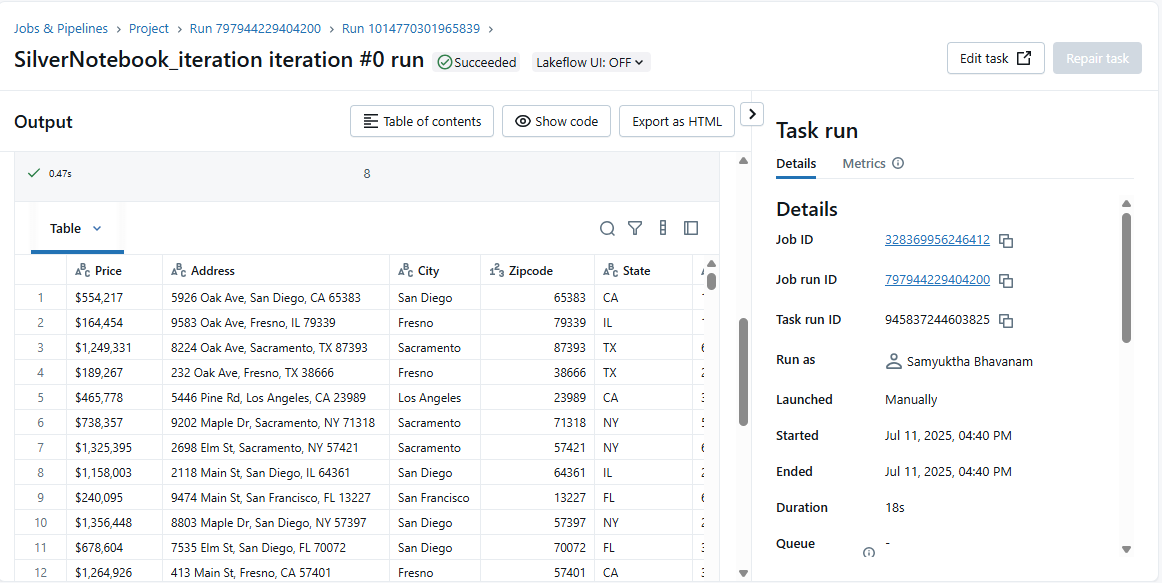 Jobs & Pipelines > Project > Run 797944229404200 > Run 1014770301965839 >
SilverNotebook_iteration iteration #0 run Succeeded Lakeflow UI: OFF
Edit task Repair task
Output Table of contents Show code Export as HTML
0.47s 8
Table
Price Address City Zipcode State
1 $554,217 5926 Oak Ave, San Diego, CA 65383 San Diego 65383 CA
2 $164,454 9583 Oak Ave, Fresno, IL 79339 Fresno 79339 IL
3 $1,249,331 8224 Oak Ave, Sacramento, TX 87393 Sacramento 87393 TX
4 $189,267 232 Oak Ave, Fresno, TX 38666 Fresno 38666 TX
5 $465,778 5446 Pine Rd, Los Angeles, CA 23989 Los Angeles 23989 CA
6 $738,357 9202 Maple Dr, Sacramento, NY 71318 Sacramento 71318 NY
7 $1,325,395 2698 Elm St, Sacramento, NY 57421 Sacramento 57421 NY
8 $1,158,003 2118 Main St, San Diego, IL 64361 San Diego 64361 IL
9 $240,095 9474 Main St, San Francisco, FL 13227 San Francisco 13227 FL
10 $1,356,448 8803 Maple Dr, San Diego, NY 57397 San Diego 57397 NY
11 $678,604 7535 Elm St, San Diego, FL 70072 San Diego 70072 FL
12 $1,264,926 413 Main St, Fresno, CA 57401 Fresno 57401 CA
Task run
Details Metrics
Details
Job ID 328369956246412
Job run ID 797944229404200
Task run ID 945837244603825
Run as Samyuktha Bhavanam
Launched Manually
Started Jul 11, 2025, 04:40 PM
Ended Jul 11, 2025, 04:40 PM
Duration 18s
Queue -